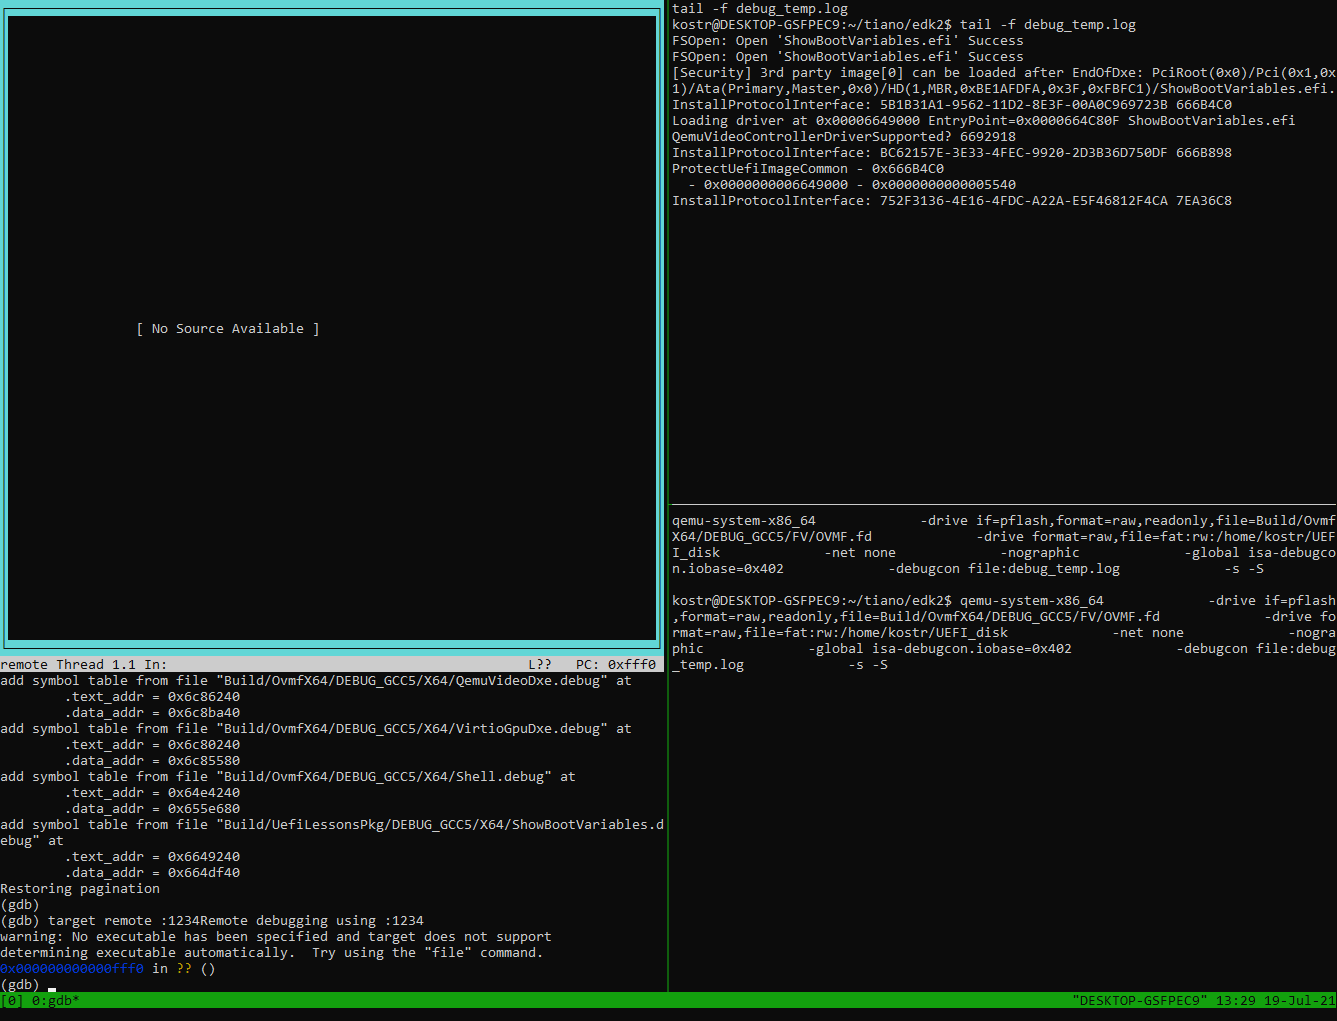 [ No Source Available ]
remote Thread 1.1 In: L?? PC: 0xfff0
add symbol table from file "Build/OvmfX64/DEBUG_GCC5/X64/QemuVideoDxe.debug" at
.text_addr = 0x6c86240
.data_addr = 0x6c8ba40
add symbol table from file "Build/OvmfX64/DEBUG_GCC5/X64/VirtioGpuDxe.debug" at
.text_addr = 0x6c80240
.data_addr = 0x6c85580
add symbol table from file "Build/OvmfX64/DEBUG_GCC5/X64/Shell.debug" at
.text_addr = 0x64e4240
.data_addr = 0x655e680
add symbol table from file "Build/UefiLessonsPkg/DEBUG_GCC5/X64/ShowBootVariables.d
ebug" at
.text_addr = 0x6649240
.data_addr = 0x664df40
Restoring pagination
(gdb)
(gdb) target remote :1234Remote debugging using :1234
warning: No executable has been specified and target does not support
determining executable automatically.  Try using the "file" command.
0x000000000000fff0 in ?? ()
(gdb)
tail -f debug_temp.log
kostr@DESKTOP-GSFPEC9:~/tiano/edk2$ tail -f debug_temp.log
FSOpen: Open 'ShowBootVariables.efi' Success
FSOpen: Open 'ShowBootVariables.efi' Success
[Security] 3rd party image[0] can be loaded after EndOfDxe: PciRoot(0x0)/Pci(0x1,0x
1)/Ata(Primary,Master,0x0)/HD(1,MBR,0xBE1AFDFA,0x3F,0xFBFC1)/ShowBootVariables.efi.
InstallProtocolInterface: 5B1B31A1-9562-11D2-8E3F-00A0C969723B 666B4C0
Loading driver at 0x00006649000 EntryPoint=0x0000664C80F ShowBootVariables.efi
QemuVideoControllerDriverSupported? 6692918
InstallProtocolInterface: BC62157E-3E33-4FEC-9920-2D3B36D750DF 666B898
ProtectUefiImageCommon - 0x666B4C0
- 0x0000000006649000 - 0x0000000000005540
InstallProtocolInterface: 752F3136-4E16-4FDC-A22A-E5F46812F4CA 7EA36C8
qemu-system-x86_64 -drive if=pflash,format=raw,readonly,file=Build/Ovmf
X64/DEBUG_GCC5/FV/OVMF.fd -drive format=raw,file=fat:rw:/home/kostr/UEF
I_disk -net none -nographic -global isa-debugco
n.iobase=0x402 -debugcon file:debug_temp.log -s -S
kostr@DESKTOP-GSFPEC9:~/tiano/edk2$ qemu-system-x86_64 -drive if=pflash
,format=raw,readonly,file=Build/OvmfX64/DEBUG_GCC5/FV/OVMF.fd -drive fo
rmat=raw,file=fat:rw:/home/kostr/UEFI_disk -net none -nogra
phic -global isa-debugcon.iobase=0x402 -debugcon file:debug
_temp.log -s -S
[0] 0:gdb* "DESKTOP-GSFPEC9" 13:29 19-Jul-21